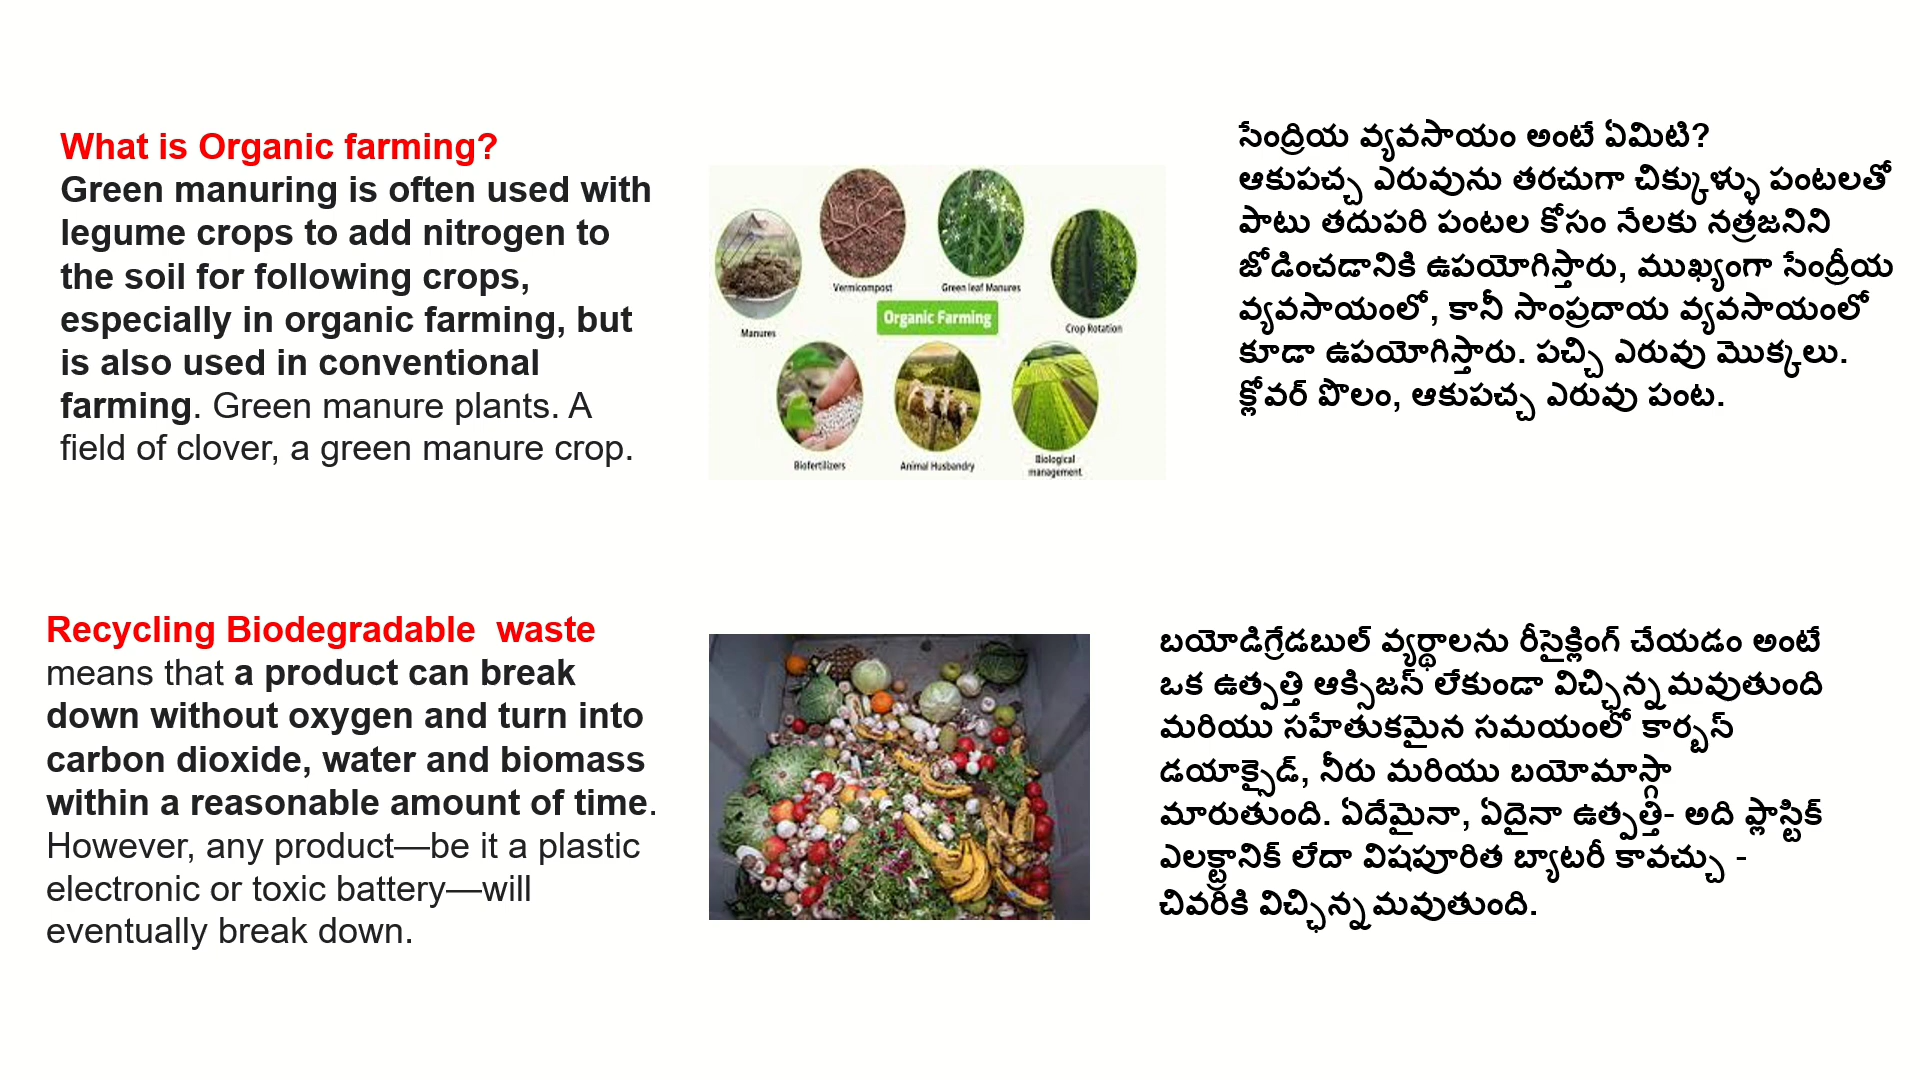 What is Organic farming?
Green manuring is often used with
legume crops to add nitrogen to
the soil for following crops,
especially in organic farming, but
is also used in conventional
farming. Green manure plants. A
field of clover, a green manure crop.
Vermicompost
Green leaf Manures
Manures
Organic Farming
Crop Rotation
Biofertilizers
Animal Husbandry
Biological
management
సేంద్రియ వ్యవసాయం అంటే ఏమిటి?
ఆకుపచ్చ ఎరువును తరచుగా చిక్కుళ్ళు పంటలతో
పాటు తదుపరి పంటల కోసం నేలకు నత్రజనిని
జోడించడానికి ఉపయోగిస్తారు, ముఖ్యంగా సేంద్రీయ
వ్యవసాయంలో, కానీ సాంప్రదాయ వ్యవసాయంలో
కూడా ఉపయోగిస్తారు. పచ్చి ఎరువు మొక్కలు.
క్లోవర్ పొలం, ఆకుపచ్చ ఎరువు పంట.
Recycling Biodegradable  waste
means that a product can break
down without oxygen and turn into
carbon dioxide, water and biomass
within a reasonable amount of time.
However, any product—be it a plastic
electronic or toxic battery—will
eventually break down.
బయోడిగ్రేడబుల్ వ్యర్థాలను రీసైక్లింగ్ చేయడం అంటే
ఒక ఉత్పత్తి ఆక్సిజన్ లేకుండా విచ్ఛిన్నమవుతుంది
మరియు సహేతుకమైన సమయంలో కార్బన్
డయాక్సైడ్, నీరు మరియు బయోమాస్గా
మారుతుంది. ఏదేమైనా, ఏదైనా ఉత్పత్తి- అది ప్లాస్టిక్
ఎలక్ట్రానిక్ లేదా విషపూరిత బ్యాటరీ కావచ్చు -
చివరికి విచ్ఛిన్నమవుతుంది.